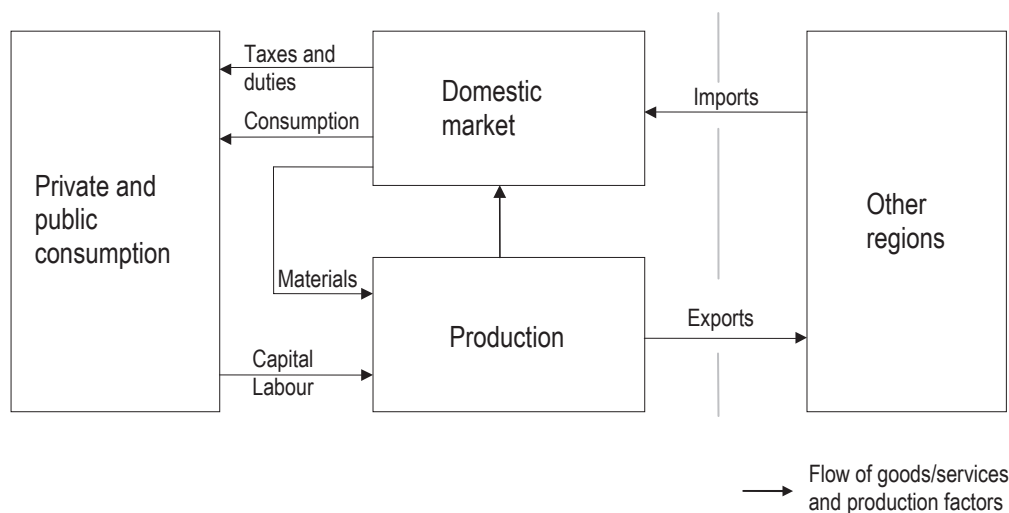 Taxes and
duties
Consumption
Domestic
market
Imports
Private and
public
consumption
Other
regions
Materials
Production
Exports
Capital
Labour
Flow of goods/services
and production factors